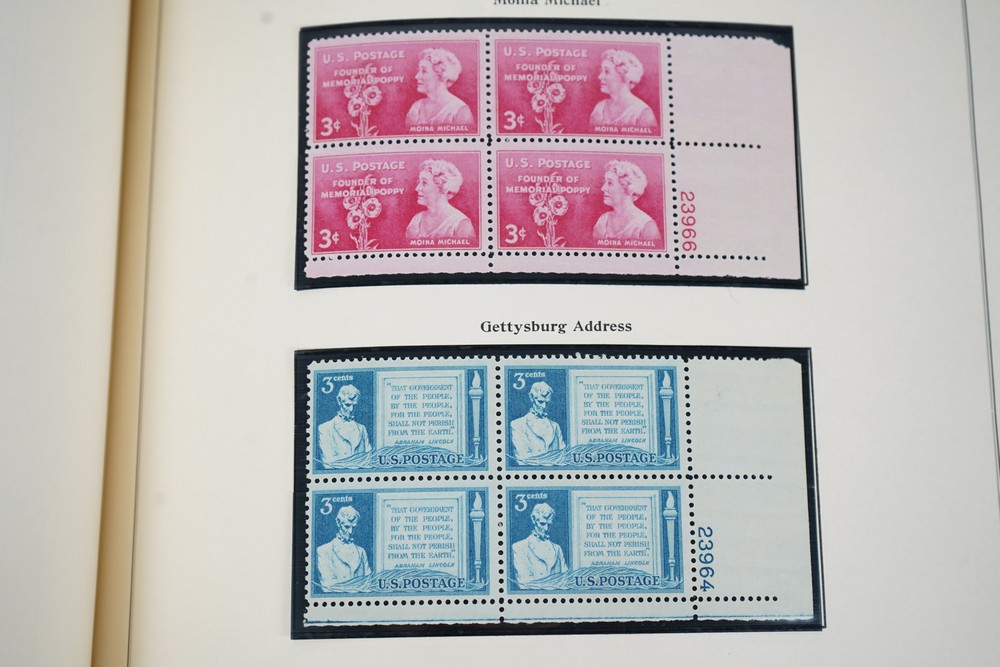 Moina Michael
U.S. POSTAGE
FOUNDER OF
MEMORIAL POPPY
3¢
MOINA MICHAEL
U.S. POSTAGE
FOUNDER OF
MEMORIAL POPPY
3¢
MOINA MICHAEL
U.S. POSTAGE
FOUNDER OF
MEMORIAL POPPY
3¢
MOINA MICHAEL
U.S. POSTAGE
FOUNDER OF
MEMORIAL POPPY
3¢
MOINA MICHAEL
23966
Gettysburg Address
3 cents
"THAT GOVERNMENT
OF THE PEOPLE,
BY THE PEOPLE,
FOR THE PEOPLE,
SHALL NOT PERISH
FROM THE EARTH."
ABRAHAM LINCOLN
U.S. POSTAGE
3 cents
"THAT GOVERNMENT
OF THE PEOPLE,
BY THE PEOPLE,
FOR THE PEOPLE,
SHALL NOT PERISH
FROM THE EARTH."
ABRAHAM LINCOLN
U.S. POSTAGE
3 cents
"THAT GOVERNMENT
OF THE PEOPLE,
BY THE PEOPLE,
FOR THE PEOPLE,
SHALL NOT PERISH
FROM THE EARTH."
ABRAHAM LINCOLN
U.S. POSTAGE
3 cents
"THAT GOVERNMENT
OF THE PEOPLE,
BY THE PEOPLE,
FOR THE PEOPLE,
SHALL NOT PERISH
FROM THE EARTH."
ABRAHAM LINCOLN
U.S. POSTAGE
23964